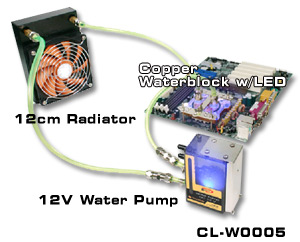 Copper
Waterblock w/LED
12cm Radiator
12V Water Pump
CL-W0005